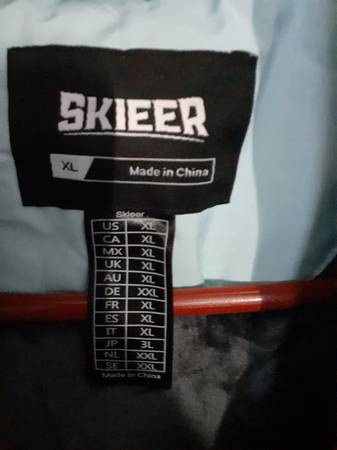 SKIEER
XL Made in China
Skieer
US XL
CA XL
MX XL
UK XL
AU XL
DE XXL
FR XL
ES XL
IT XL
JP 3L
NL XXL
SE XXL
Made in China